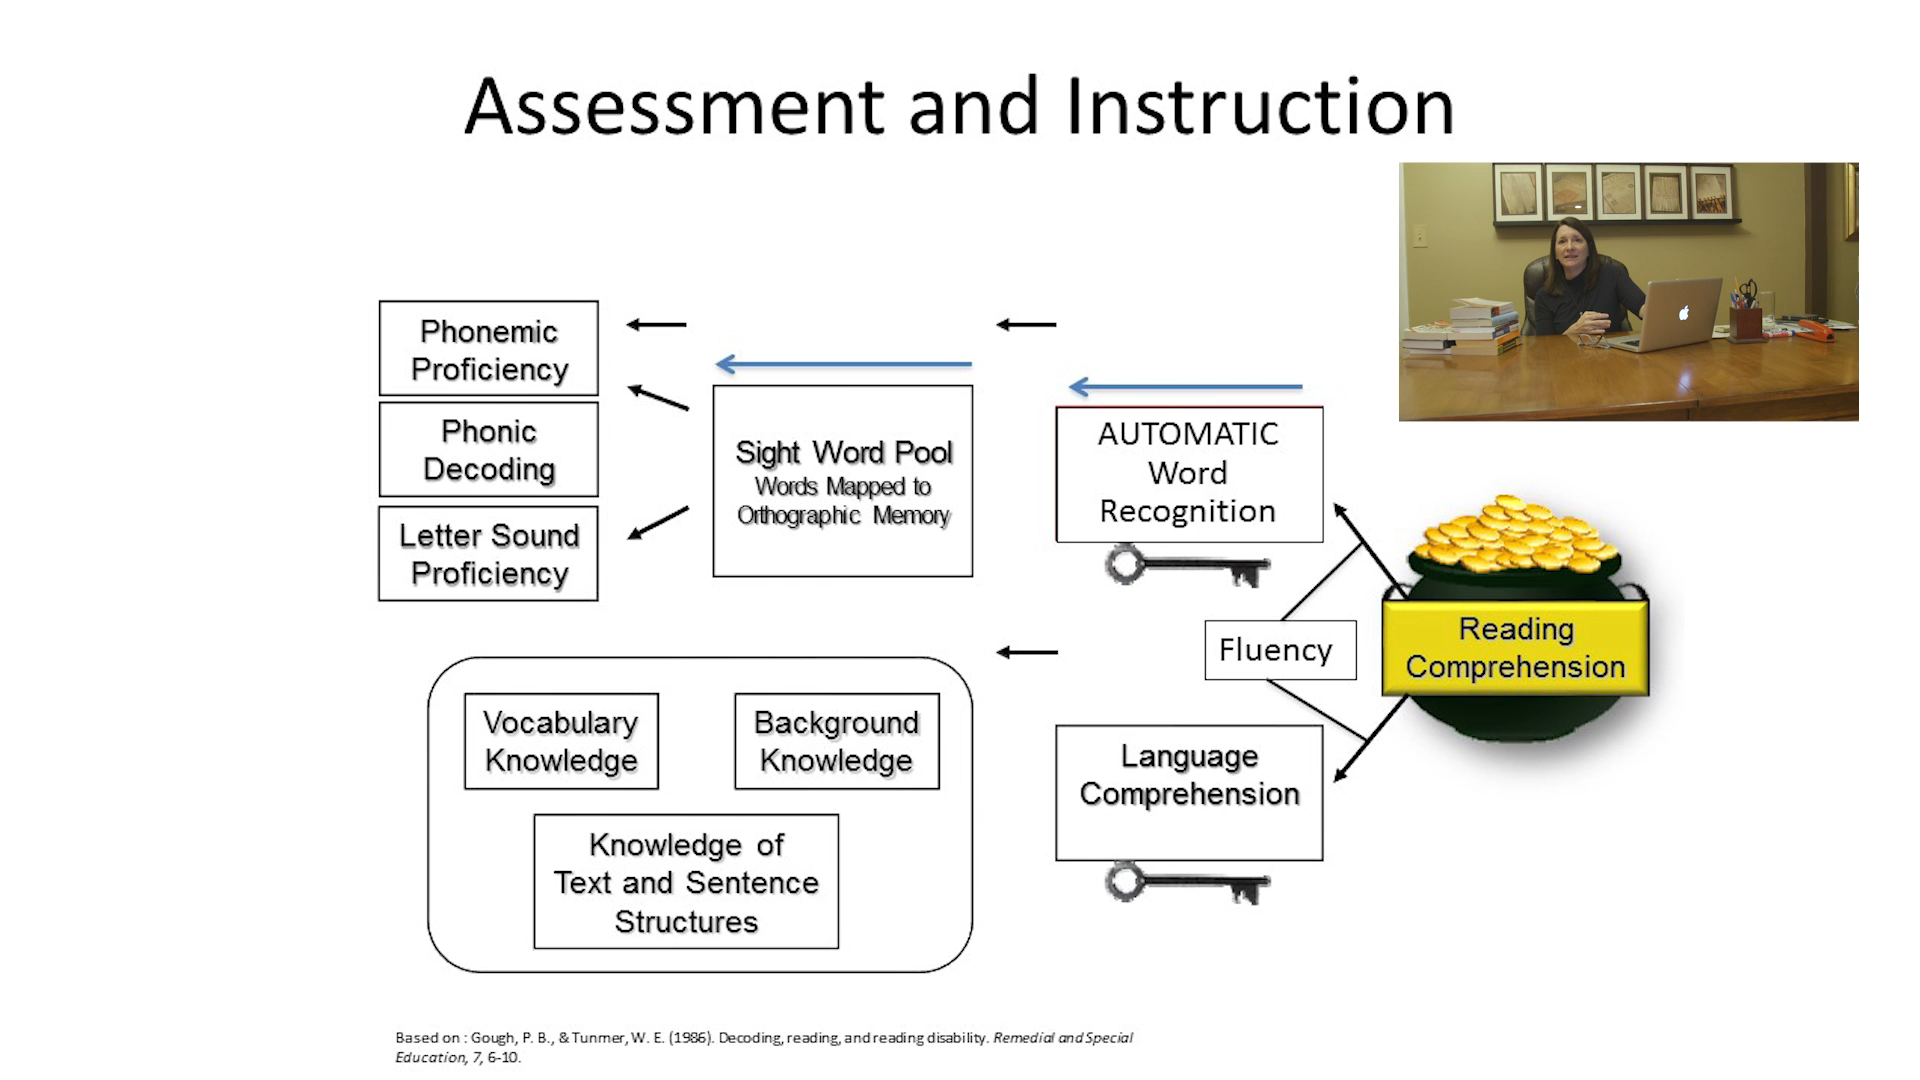 Assessment and Instruction
Phonemic
Proficiency
Phonic
Decoding
Letter Sound
Proficiency
Sight Word Pool
Words Mapped to
Orthographic Memory
AUTOMATIC
Word
Recognition
Fluency
Reading
Comprehension
Language
Comprehension
Vocabulary
Knowledge
Background
Knowledge
Knowledge of
Text and Sentence
Structures
Based on : Gough, P. B., & Tunmer, W. E. (1986). Decoding, reading, and reading disability. Remedial and Special
Education, 7, 6-10.